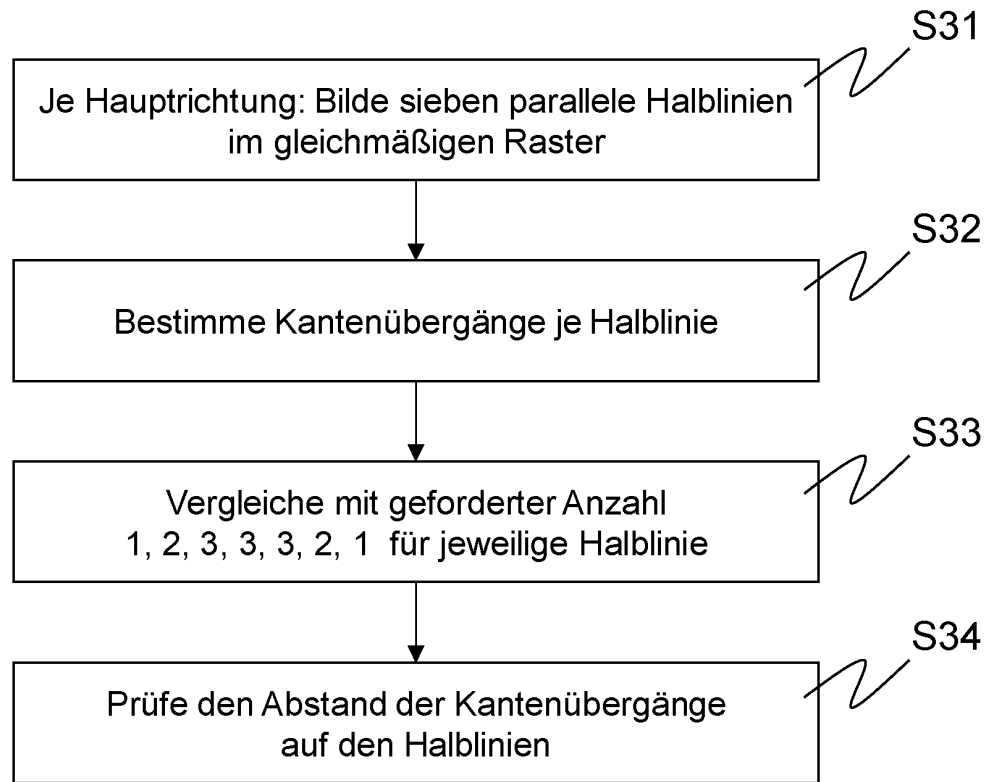 S31
Je Hauptrichtung: Bilde sieben parallele Halblinien
im gleichmäßigen Raster
S32
Bestimme Kantenübergänge je Halblinie
S33
Vergleiche mit geforderter Anzahl
1, 2, 3, 3, 3, 2, 1 für jeweilige Halblinie
S34
Prüfe den Abstand der Kantenübergänge
auf den Halblinien